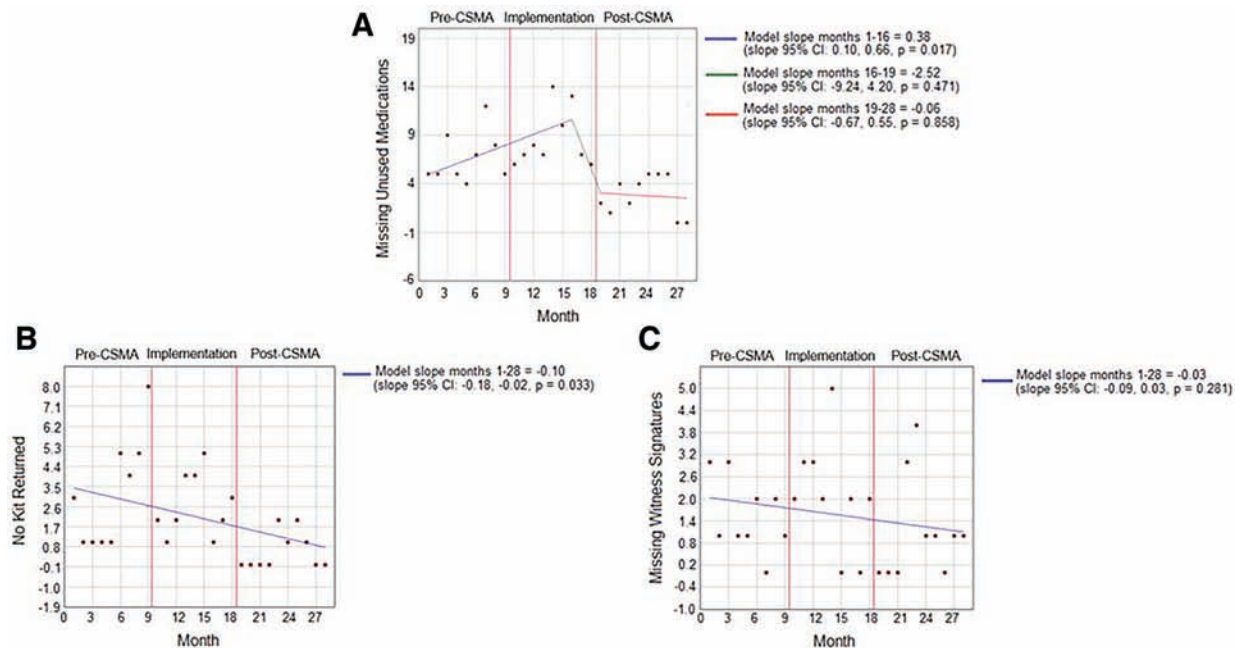 A
Pre-CSMA Implementation Post-CSMA
19
14
9
4
-1
-6
Missing Unused Medications
0 3 6 9 12 15 18 21 24 27
Month
Model slope months 1-16 = 0.38
(slope 95% CI: 0.10, 0.66, p = 0.017)
Model slope months 16-19 = -2.52
(slope 95% CI: -9.24, 4.20, p = 0.471)
Model slope months 19-28 = -0.06
(slope 95% CI: -0.67, 0.55, p = 0.858)
B
Pre-CSMA Implementation Post-CSMA
8.0
7.1
6.2
5.3
4.4
3.5
2.6
1.7
0.8
-0.1
-1.0
-1.9
No Kit Returned
0 3 6 9 12 15 18 21 24 27
Month
Model slope months 1-28 = -0.10
(slope 95% CI: -0.18, -0.02, p = 0.033)
C
Pre-CSMA Implementation Post-CSMA
5.0
4.4
3.8
3.2
2.6
2.0
1.4
0.8
0.2
-0.4
-1.0
Missing Witness Signatures
0 3 6 9 12 15 18 21 24 27
Month
Model slope months 1-28 = -0.03
(slope 95% CI: -0.09, 0.03, p = 0.281)